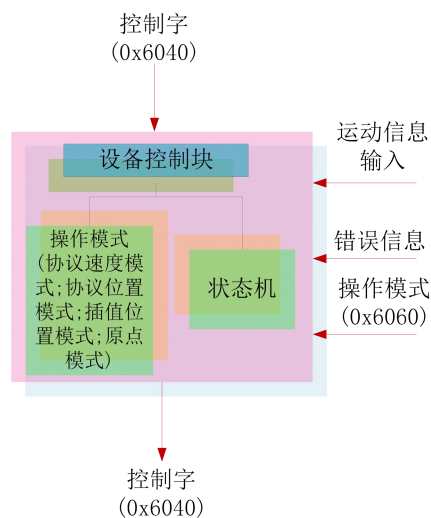 控制字
(0x6040)
设备控制块
运动信息
输入
操作模式
(协议速度模
式;协议位置
模式;插值位
置模式;原点
模式)
状态机
错误信息
操作模式
(0x6060)
控制字
(0x6040)